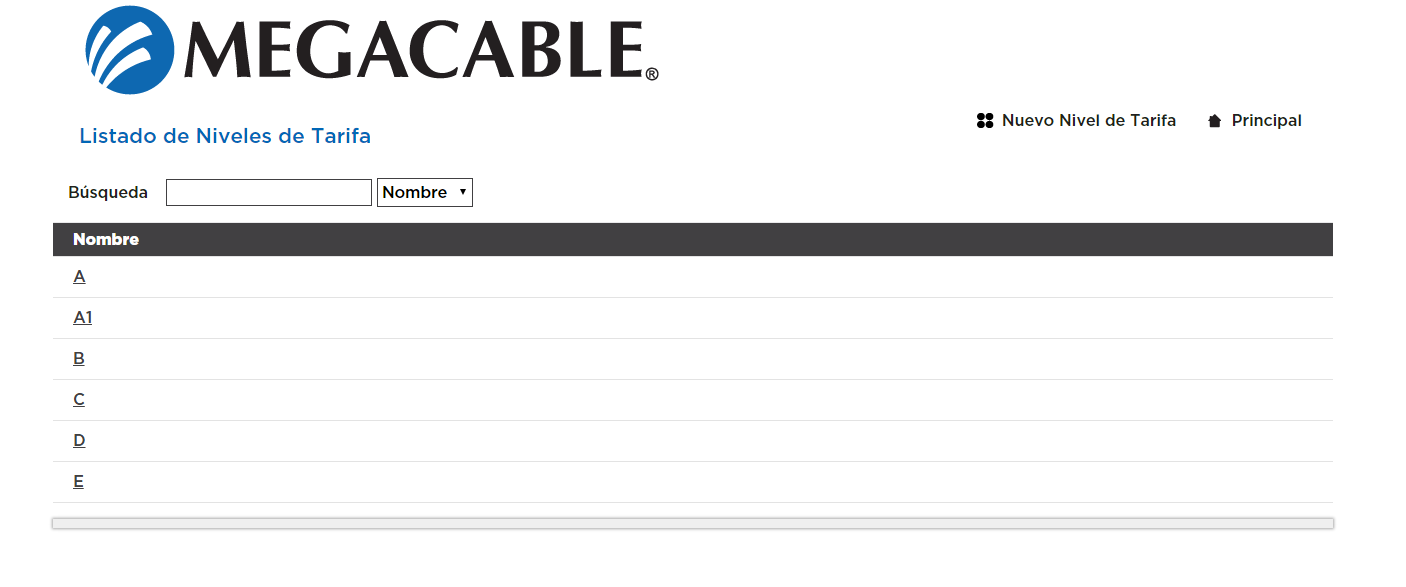 MEGACABLE®
Nuevo Nivel de Tarifa Principal
Listado de Niveles de Tarifa
Búsqueda Nombre
Nombre
A
A1
B
C
D
E